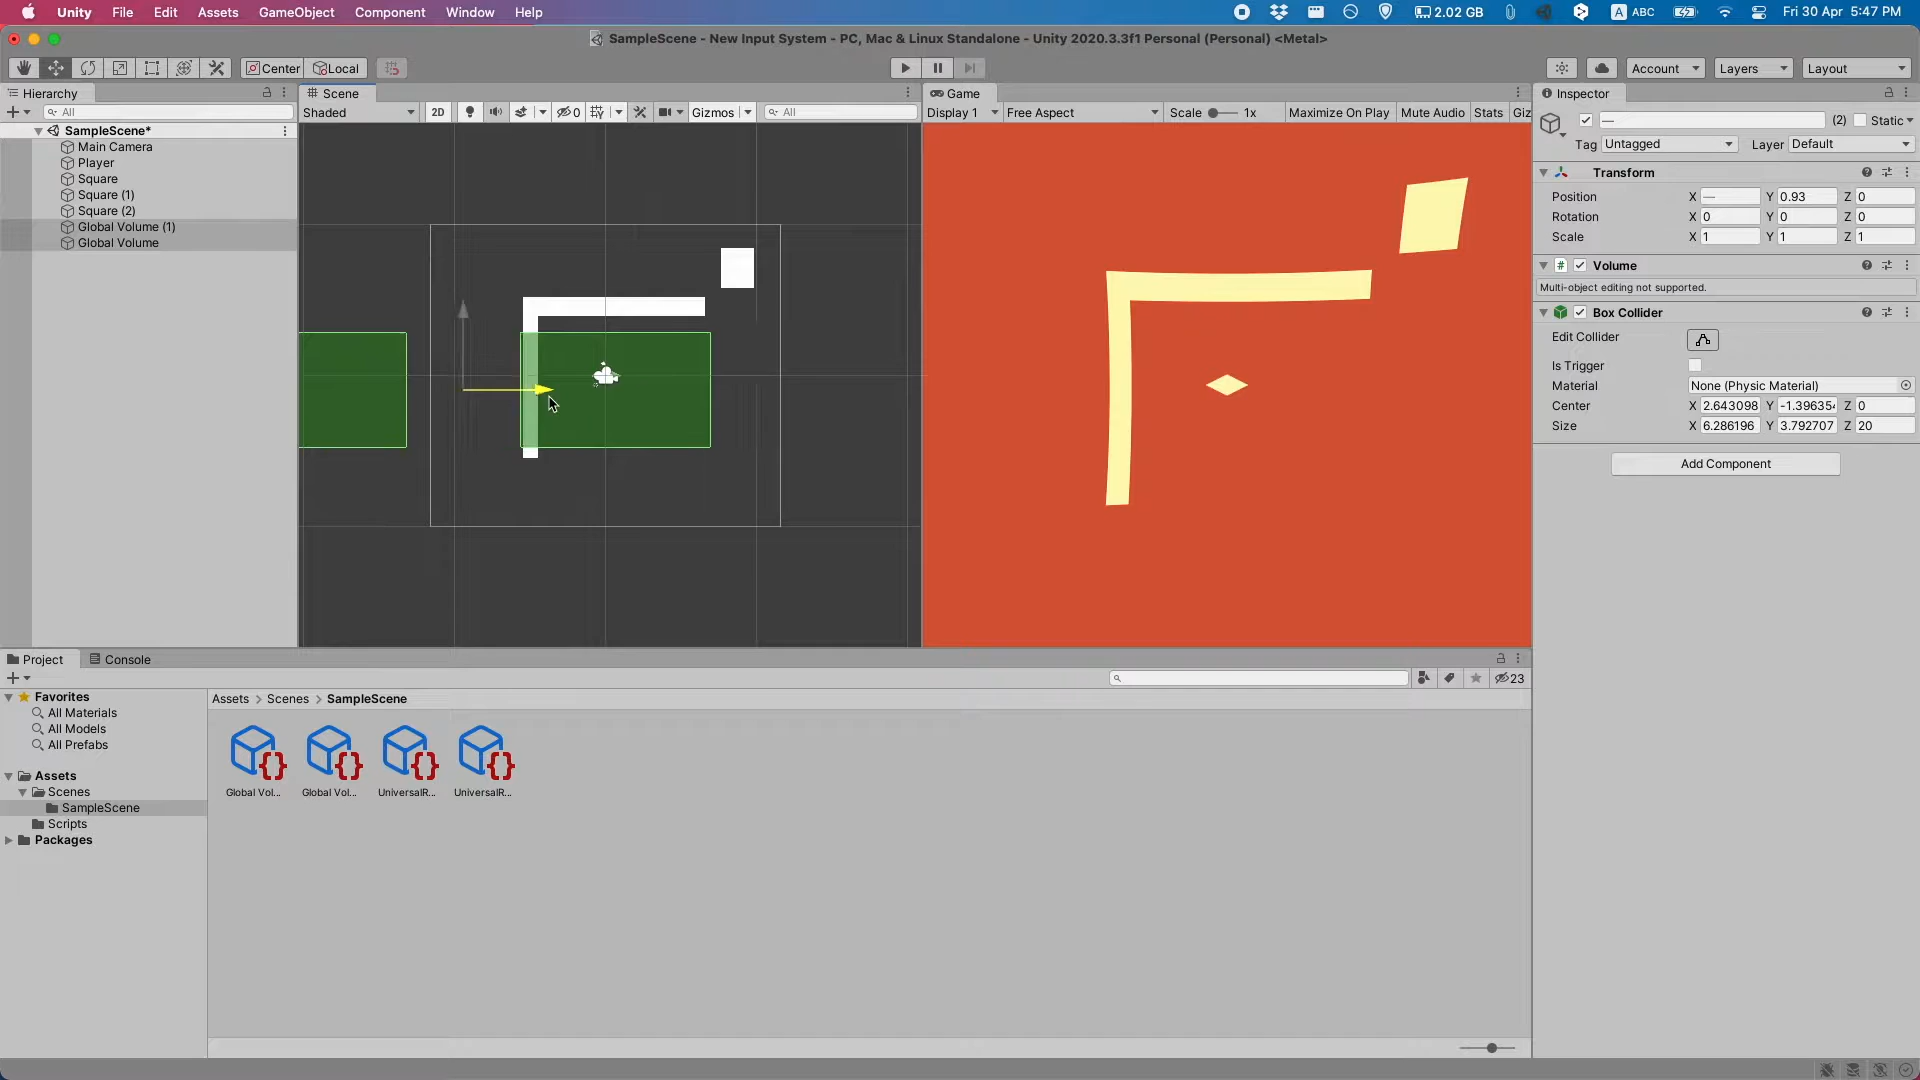 Unity File Edit Assets GameObject Component Window Help 2.02 GB A ABC Fri 30 Apr 5:47 PM
SampleScene - New Input System - PC, Mac & Linux Standalone - Unity 2020.3.3f1 Personal (Personal) <Metal>
Center Local Account Layers Layout
Hierarchy
All
SampleScene*
Main Camera
Player
Square
Square (1)
Square (2)
Global Volume (1)
Global Volume
Scene
Shaded 2D 0 Gizmos All
Game
Display 1 Free Aspect Scale 1x Maximize On Play Mute Audio Stats Giz
Inspector
— (2) Static
Tag Untagged Layer Default
Transform
Position X — Y 0.93 Z 0
Rotation X 0 Y 0 Z 0
Scale X 1 Y 1 Z 1
# Volume
Multi-object editing not supported.
Box Collider
Edit Collider
Is Trigger
Material None (Physic Material)
Center X 2.643098 Y -1.396354 Z 0
Size X 6.286196 Y 3.792707 Z 20
Add Component
Project Console
23
Favorites
All Materials
All Models
All Prefabs
Assets
Scenes
SampleScene
Scripts
Packages
Assets > Scenes > SampleScene
Global Vol... Global Vol... UniversalR... UniversalR...